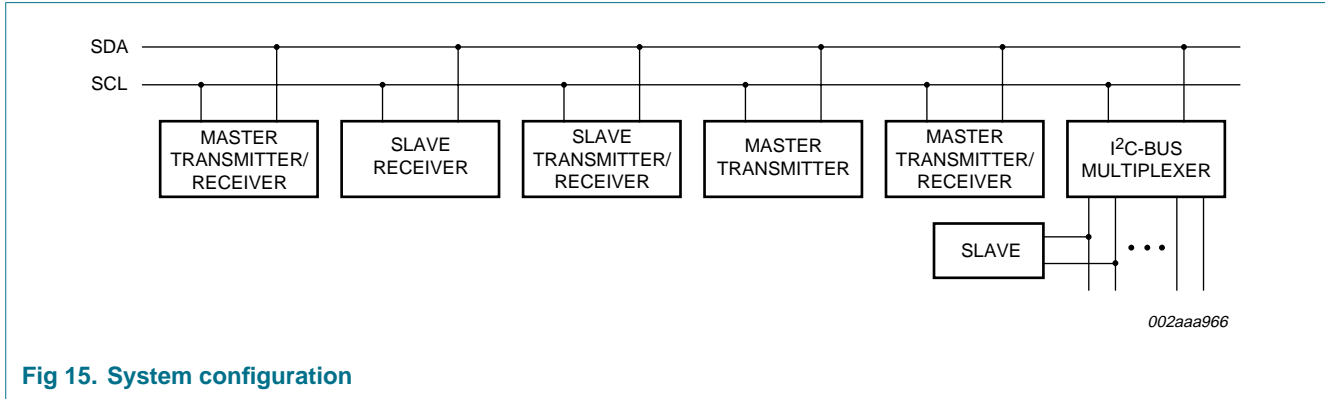 SDA
SCL
MASTER
TRANSMITTER/
RECEIVER
SLAVE
RECEIVER
SLAVE
TRANSMITTER/
RECEIVER
MASTER
TRANSMITTER
MASTER
TRANSMITTER/
RECEIVER
I²C-BUS
MULTIPLEXER
SLAVE
002aaa966
Fig 15. System configuration